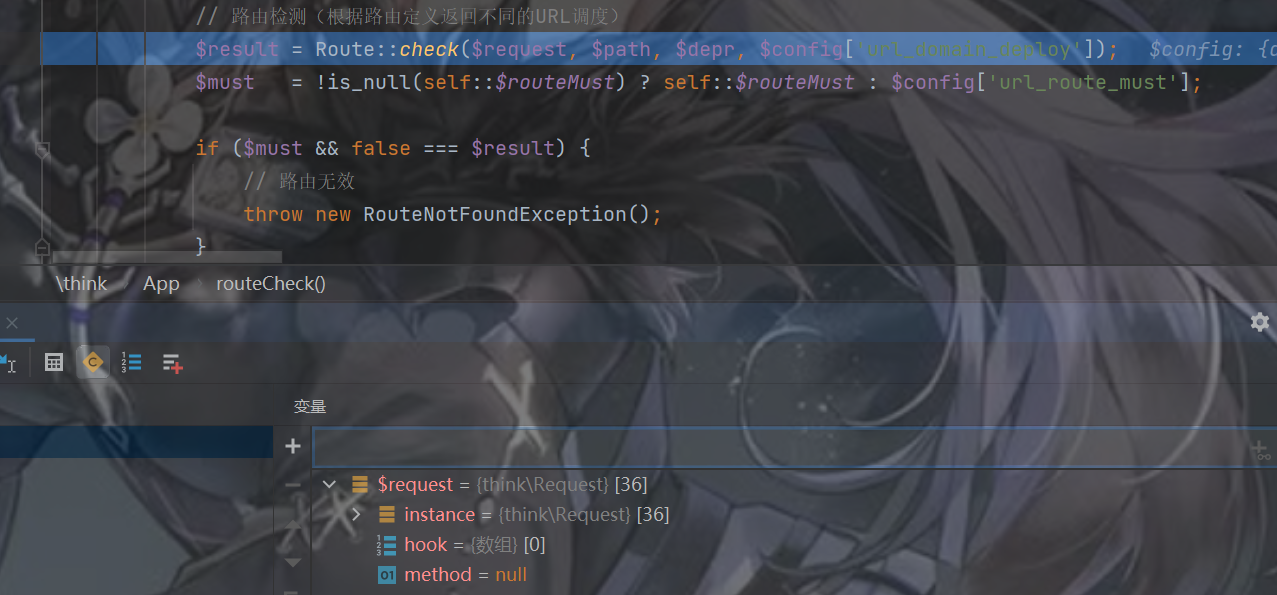 // 路由检测（根据路由定义返回不同的URL调度）
$result = Route::check($request, $path, $depr, $config['url_domain_deploy']); $config: {
$must = !is_null(self::$routeMust) ? self::$routeMust : $config['url_route_must'];
if ($must && false === $result) {
// 路由无效
throw new RouteNotFoundException();
}
\think App routeCheck()
变量
$request = {think\Request} [36]
instance = {think\Request} [36]
hook = {数组} [0]
method = null